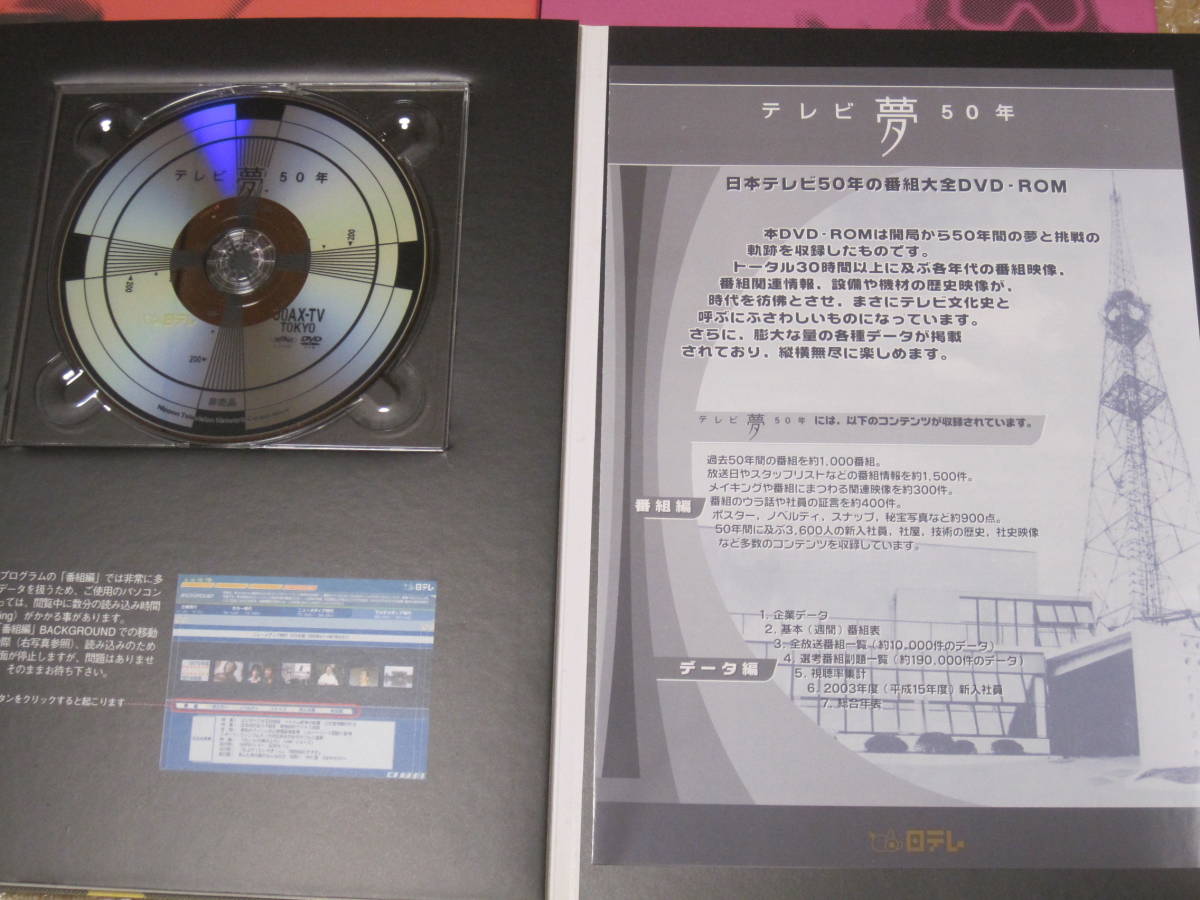 テレビ 夢 50年
200
200
200
日テレ
JOAX-TV
TOKYO
DVD
非売品
Nippon Television Network
プログラムの「番組編」では非常に多
データを扱うため、ご使用のパソコン
っては、閲覧中に数分の読み込み時間
ing）がかかる事があります。
「番組編」BACKGROUNDでの移動
際（右写真参照）、読み込みのため
面が停止しますが、問題はありませ
そのままお待ち下さい。
タンをクリックすると起こります
BACKGROUND
日テレ
テレビ 夢 50年
日本テレビ50年の番組大全DVD-ROM
本DVD-ROMは開局から50年間の夢と挑戦の
軌跡を収録したものです。
トータル30時間以上に及ぶ各年代の番組映像、
番組関連情報、設備や機材の歴史映像が、
時代を彷彿とさせ、まさにテレビ文化史と
呼ぶにふさわしいものになっています。
さらに、膨大な量の各種データが掲載
されており、縦横無尽に楽しめます。
テレビ 夢 50年 には、以下のコンテンツが収録されています。
番組編
過去50年間の番組を約1,000番組。
放送日やスタッフリストなどの番組情報を約1,500件。
メイキングや番組にまつわる関連映像を約300件。
番組のウラ話や社員の証言を約400件。
ポスター、ノベルティ、スナップ、秘宝写真など約900点。
50年間に及ぶ3,600人の新入社員、社屋、技術の歴史、社史映像
など多数のコンテンツを収録しています。
データ編
1. 企業データ
2. 基本（週間）番組表
3. 全放送番組一覧（約10,000件のデータ）
4. 選考番組副題一覧（約190,000件のデータ）
5. 視聴率集計
6. 2003年度（平成15年度）新入社員
7. 総合年表
日テレ